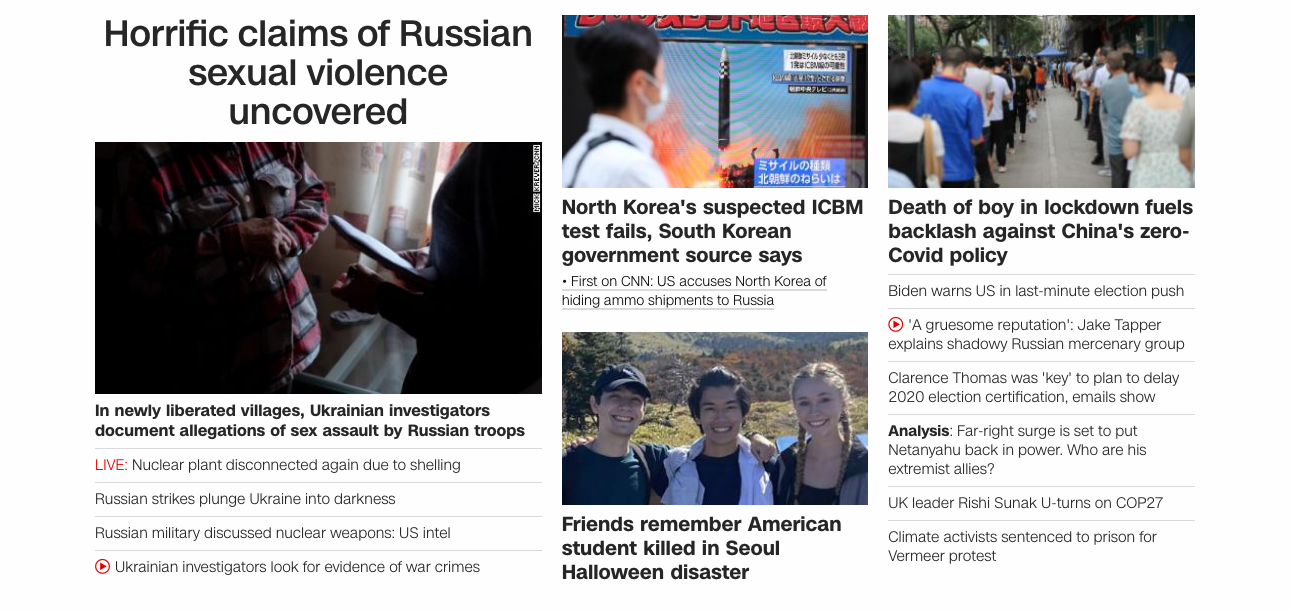 Horrific claims of Russian
sexual violence
uncovered
MICK KREVER/CNN
In newly liberated villages, Ukrainian investigators
document allegations of sex assault by Russian troops
LIVE: Nuclear plant disconnected again due to shelling
Russian strikes plunge Ukraine into darkness
Russian military discussed nuclear weapons: US intel
Ukrainian investigators look for evidence of war crimes
ミサイルの種類
北朝鮮のねらいは
North Korea's suspected ICBM
test fails, South Korean
government source says
• First on CNN: US accuses North Korea of
hiding ammo shipments to Russia
Friends remember American
student killed in Seoul
Halloween disaster
Death of boy in lockdown fuels
backlash against China's zero-
Covid policy
Biden warns US in last-minute election push
'A gruesome reputation': Jake Tapper
explains shadowy Russian mercenary group
Clarence Thomas was 'key' to plan to delay
2020 election certification, emails show
Analysis: Far-right surge is set to put
Netanyahu back in power. Who are his
extremist allies?
UK leader Rishi Sunak U-turns on COP27
Climate activists sentenced to prison for
Vermeer protest